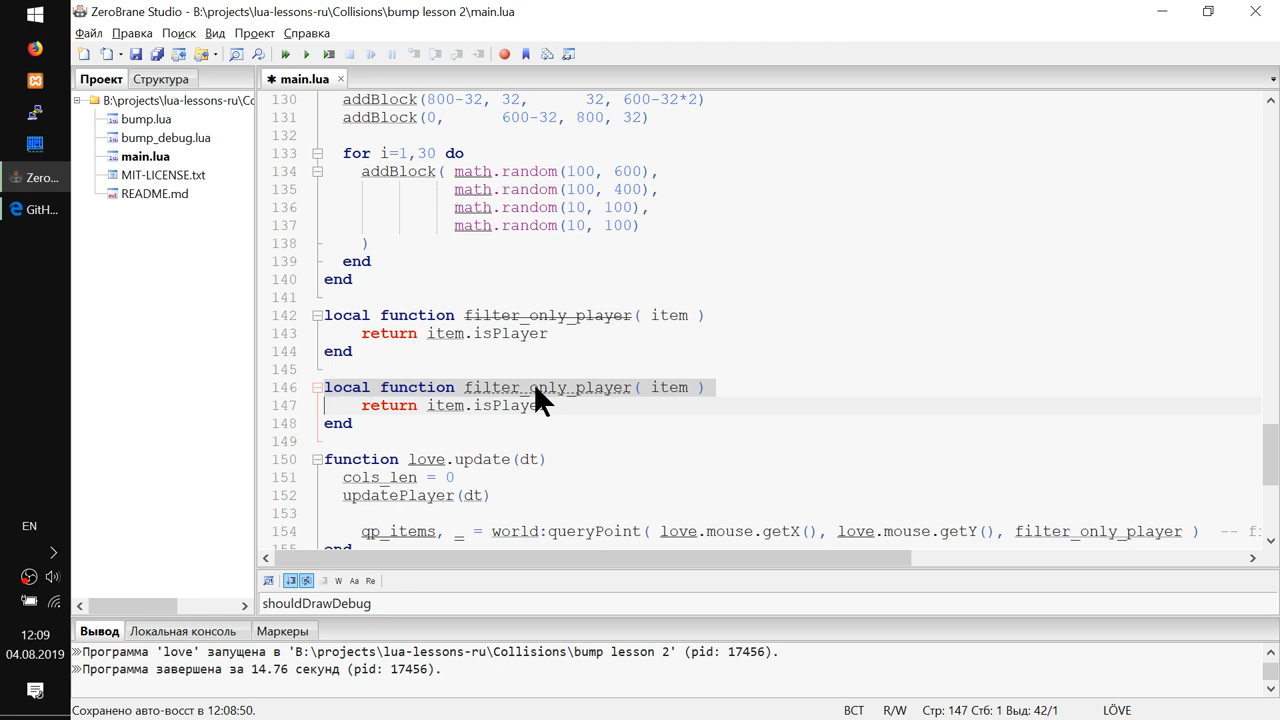 ZeroBrane Studio - B:\projects\lua-lessons-ru\Collisions\bump lesson 2\main.lua
Файл Правка Поиск Вид Проект Справка
Проект Структура
main.lua
B:\projects\lua-lessons-ru\Co
bump.lua
bump_debug.lua
main.lua
MIT-LICENSE.txt
README.md
Zero...
GitH...
130 addBlock(800-32, 32, 32, 600-32*2)
131 addBlock(0, 600-32, 800, 32)
132
133 for i=1,30 do
134 addBlock( math.random(100, 600),
135 math.random(100, 400),
136 math.random(10, 100),
137 math.random(10, 100)
138 )
139 end
140 end
141
142 local function filter_only_player( item )
143 return item.isPlayer
144 end
145
146 local function filter_only_player( item )
147 return item.isPlaye
148 end
149
150 function love.update(dt)
151 cols_len = 0
152 updatePlayer(dt)
153
154 qp_items, _ = world:queryPoint( love.mouse.getX(), love.mouse.getY(), filter_only_player ) --
155 end
W Aa Re
shouldDrawDebug
Вывод Локальная консоль Маркеры
Программа 'love' запущена в 'B:\projects\lua-lessons-ru\Collisions\bump lesson 2' (pid: 17456).
Программа завершена за 14.76 секунд (pid: 17456).
Сохранено авто-восст в 12:08:50.
ВСТ R/W Стр: 147 Стб: 1 Выд: 42/1 LÖVE
EN
12:09
04.08.2019